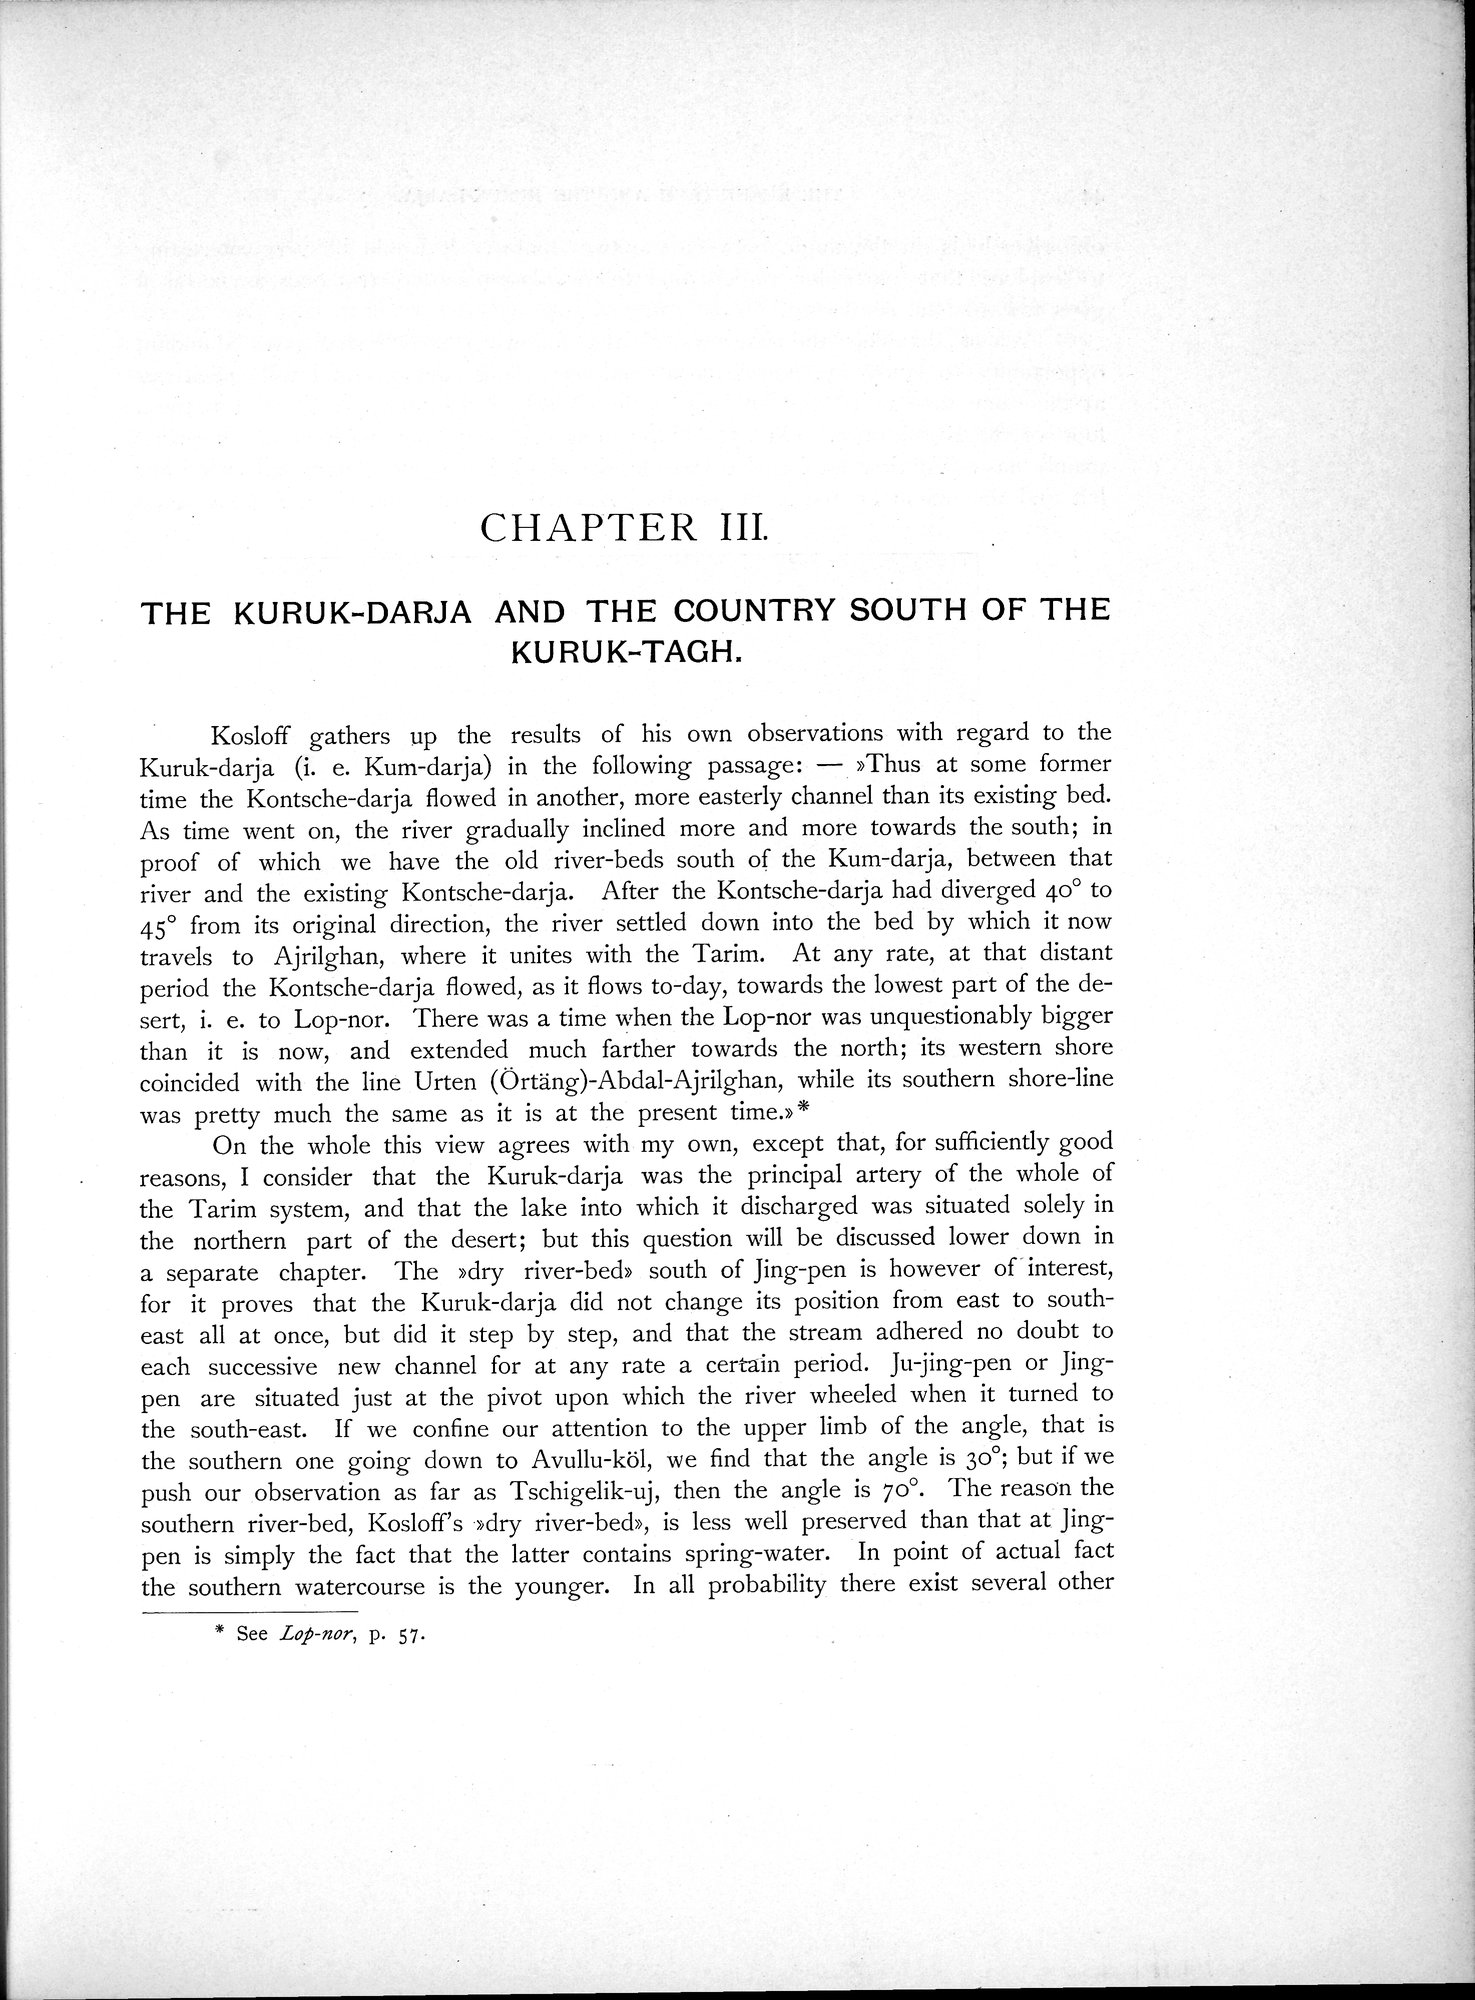 CHAPTER III.
THE KURUK-DARJA AND THE COUNTRY SOUTH OF THE
KURUK-TAGH.
Kosloff gathers up the results of his own observations with regard to the
Kuruk-darja (i. e. Kum-darja) in the following passage: — »Thus at some former
time the Kontsche-darja flowed in another, more easterly channel than its existing bed.
As time went on, the river gradually inclined more and more towards the south; in
proof of which we have the old river-beds south of the Kum-darja, between that
river and the existing Kontsche-darja. After the Kontsche-darja had diverged 40° to
45° from its original direction, the river settled down into the bed by which it now
travels to Ajrilghan, where it unites with the Tarim. At any rate, at that distant
period the Kontsche-darja flowed, as it flows to-day, towards the lowest part of the de-
sert, i. e. to Lop-nor. There was a time when the Lop-nor was unquestionably bigger
than it is now, and extended much farther towards the north; its western shore
coincided with the line Urten (Örtäng)-Abdal-Ajrilghan, while its southern shore-line
was pretty much the same as it is at the present time.»*
On the whole this view agrees with my own, except that, for sufficiently good
reasons, I consider that the Kuruk-darja was the principal artery of the whole of
the Tarim system, and that the lake into which it discharged was situated solely in
the northern part of the desert; but this question will be discussed lower down in
a separate chapter. The »dry river-bed» south of Jing-pen is however of interest,
for it proves that the Kuruk-darja did not change its position from east to south-
east all at once, but did it step by step, and that the stream adhered no doubt to
each successive new channel for at any rate a certain period. Ju-jing-pen or Jing-
pen are situated just at the pivot upon which the river wheeled when it turned to
the south-east. If we confine our attention to the upper limb of the angle, that is
the southern one going down to Avullu-köl, we find that the angle is 30°; but if we
push our observation as far as Tschigelik-uj, then the angle is 70°. The reason the
southern river-bed, Kosloff's »dry river-bed», is less well preserved than that at Jing-
pen is simply the fact that the latter contains spring-water. In point of actual fact
the southern watercourse is the younger. In all probability there exist several other
* See Lop-nor, p. 57.